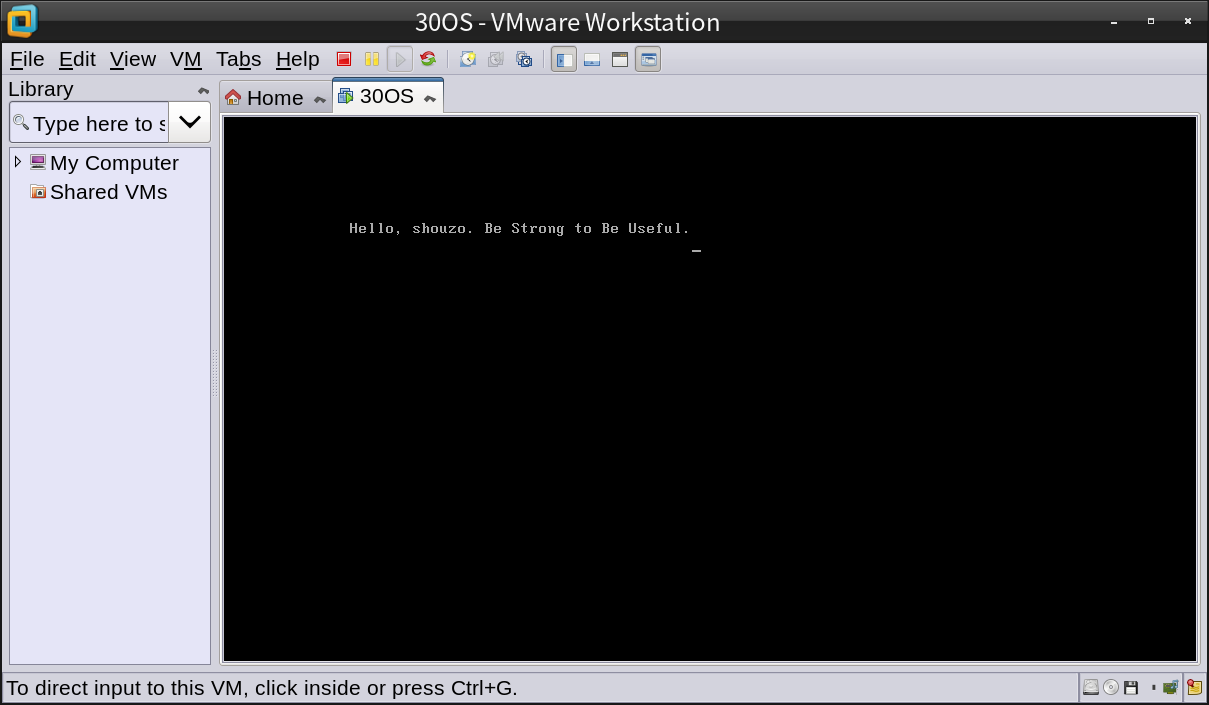 30OS - VMware Workstation
File Edit View VM Tabs Help
Library
Type here to s
My Computer
Shared VMs
Home
30OS
Hello, shouzo. Be Strong to Be Useful.
To direct input to this VM, click inside or press Ctrl+G.